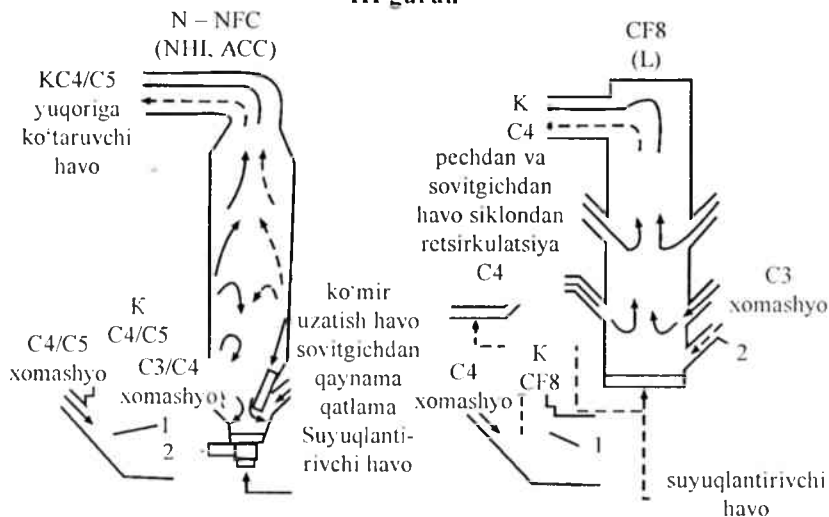 III guruh
N – NFC
(NHI, ACC)
KC4/C5
yuqoriga
ko‘taruvchi
havo
K
C4/C5
C4/C5
xomashyo
C3/C4
xomashyo
1
2
ko‘mir
uzatish havo
sovitgichdan
qaynama
qatlama
Suyuqlanti-
rivchi havo
CF8
(L)
K
C4
pechdan va
sovitgichdan
havo siklondan
retsirkulatsiya
C4
C3
xomashyo
2
K
CF8
C4
xomashyo
1
suyuqlantirivchi
havo